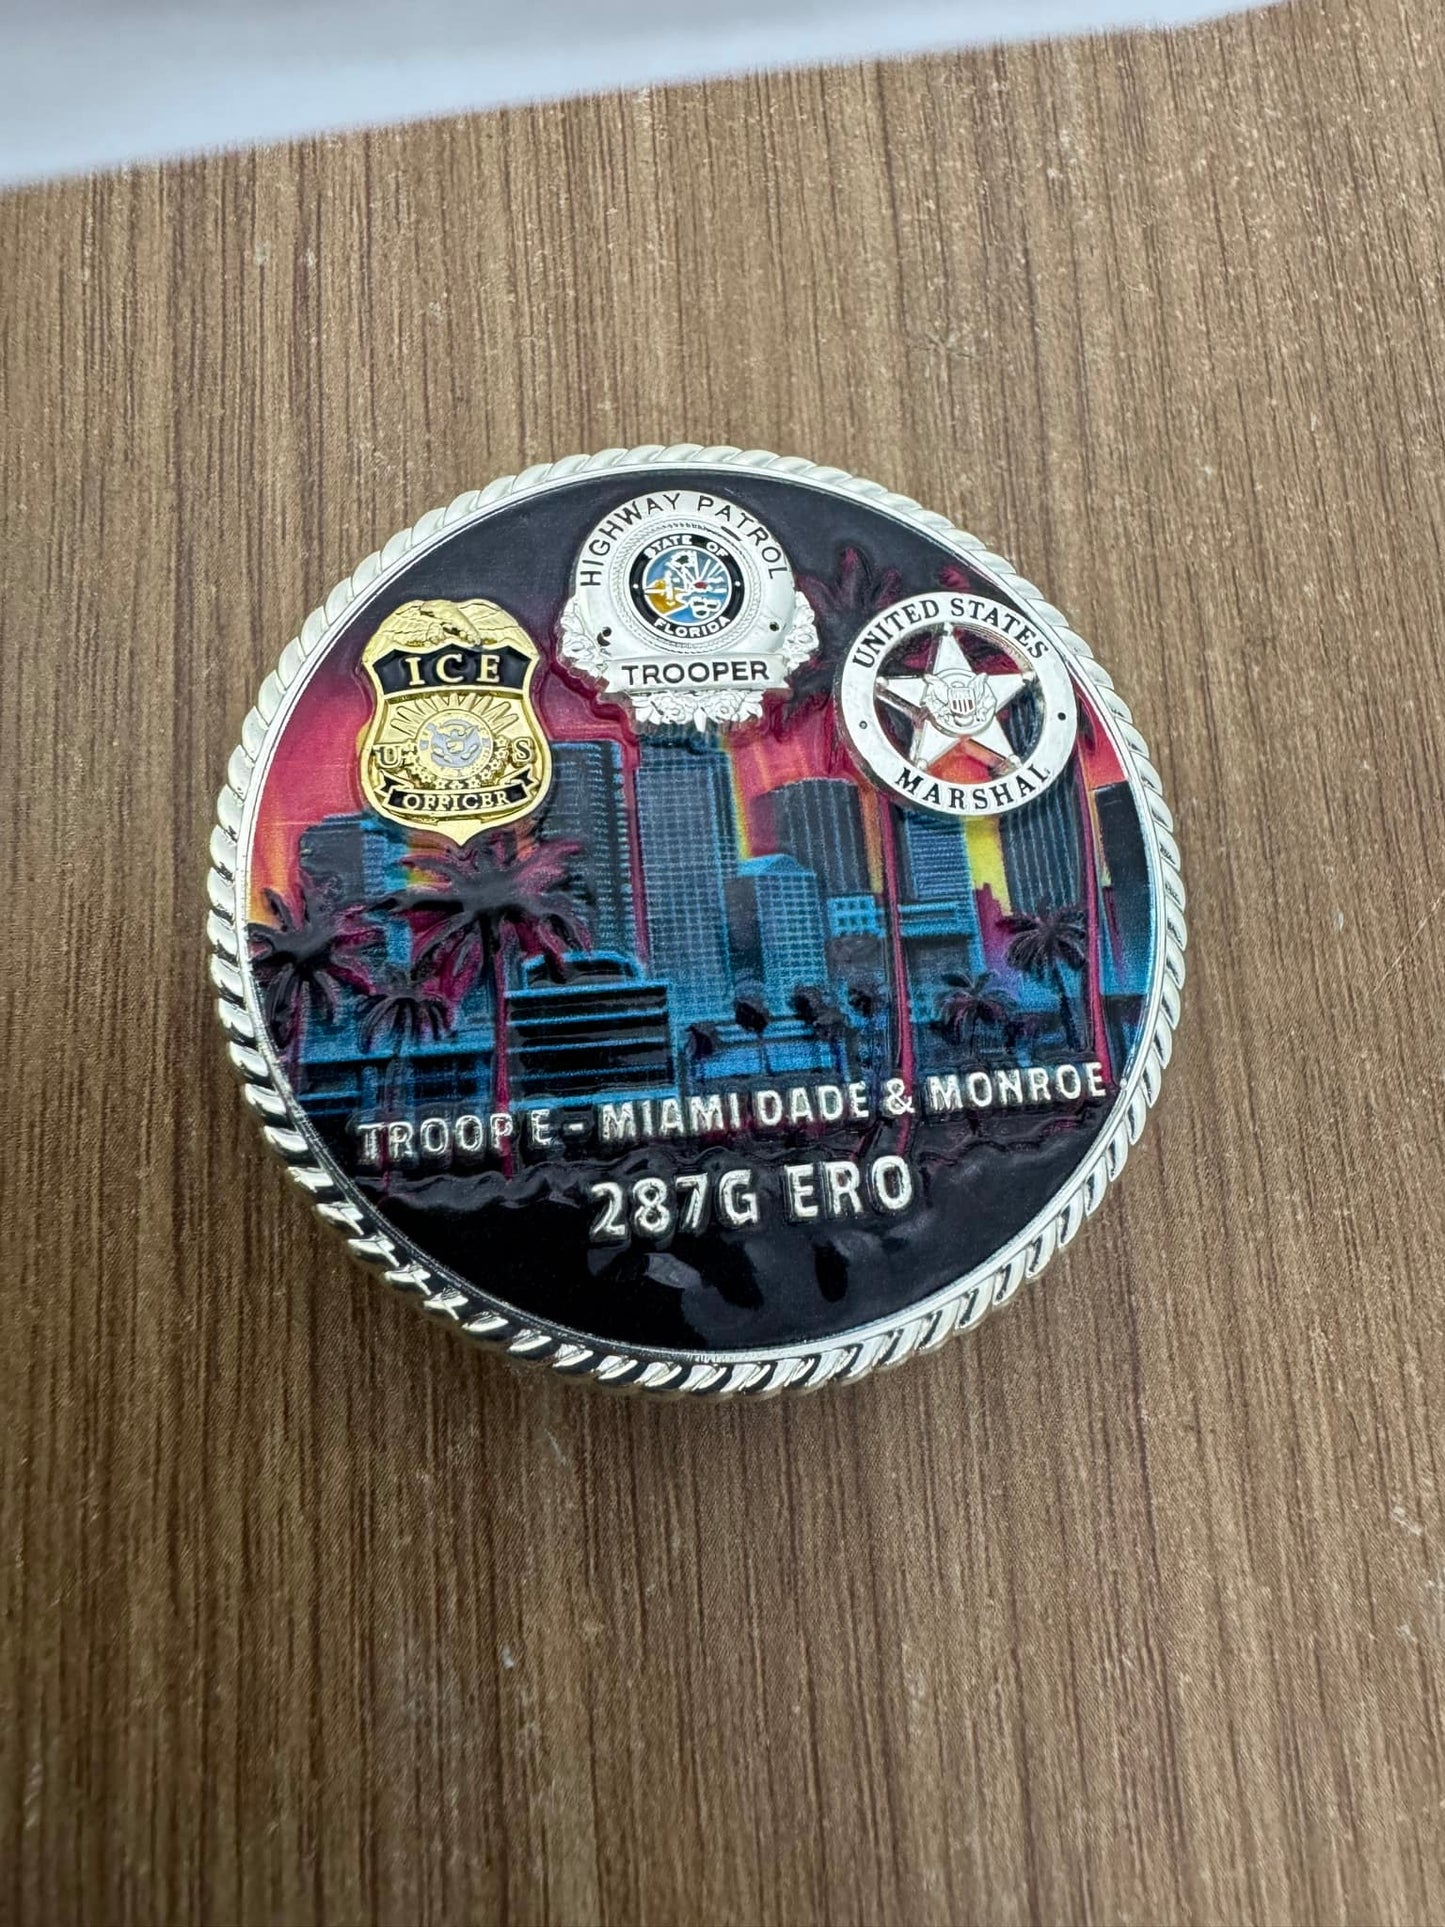 HIGHWAY PATROL
STATE OF
FLORIDA
TROOPER
ICE
U S
OFFICER
UNITED STATES
MARSHAL
TROOP E - MIAMI DADE & MONROE
287G ERO